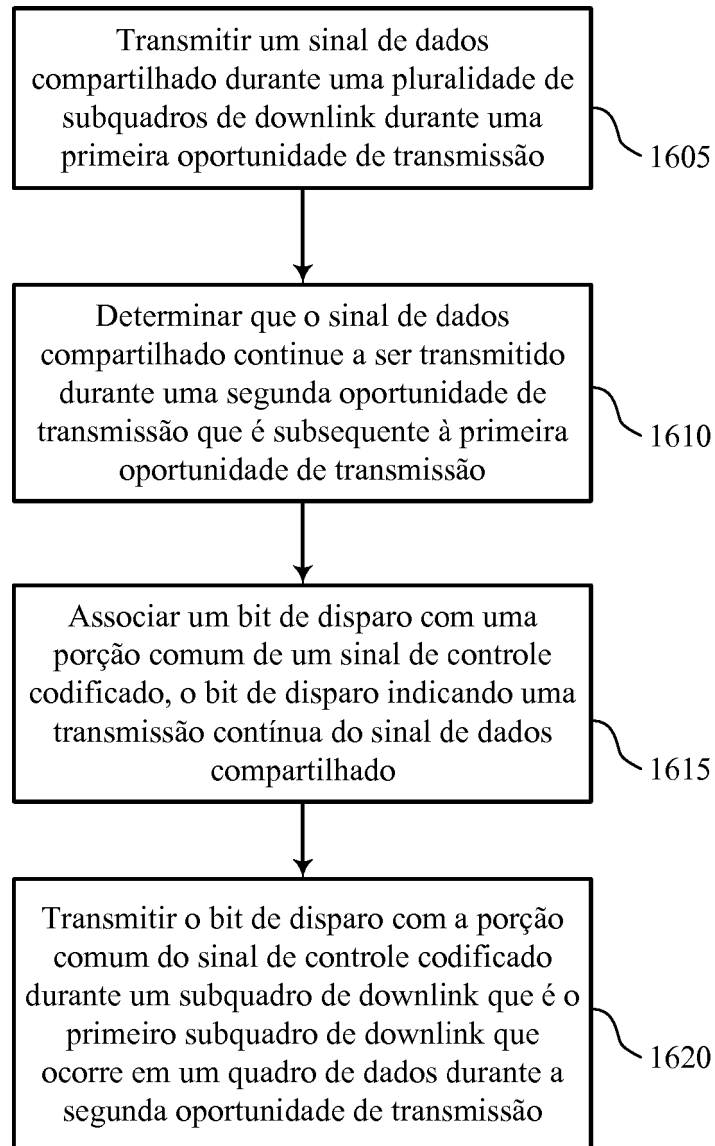 Transmitir um sinal de dados
compartilhado durante uma pluralidade de
subquadros de downlink durante uma
primeira oportunidade de transmissão
1605
Determinar que o sinal de dados
compartilhado continue a ser transmitido
durante uma segunda oportunidade de
transmissão que é subsequente à primeira
oportunidade de transmissão
1610
Associar um bit de disparo com uma
porção comum de um sinal de controle
codificado, o bit de disparo indicando uma
transmissão contínua do sinal de dados
compartilhado
1615
Transmitir o bit de disparo com a porção
comum do sinal de controle codificado
durante um subquadro de downlink que é o
primeiro subquadro de downlink que
ocorre em um quadro de dados durante a
segunda oportunidade de transmissão
1620